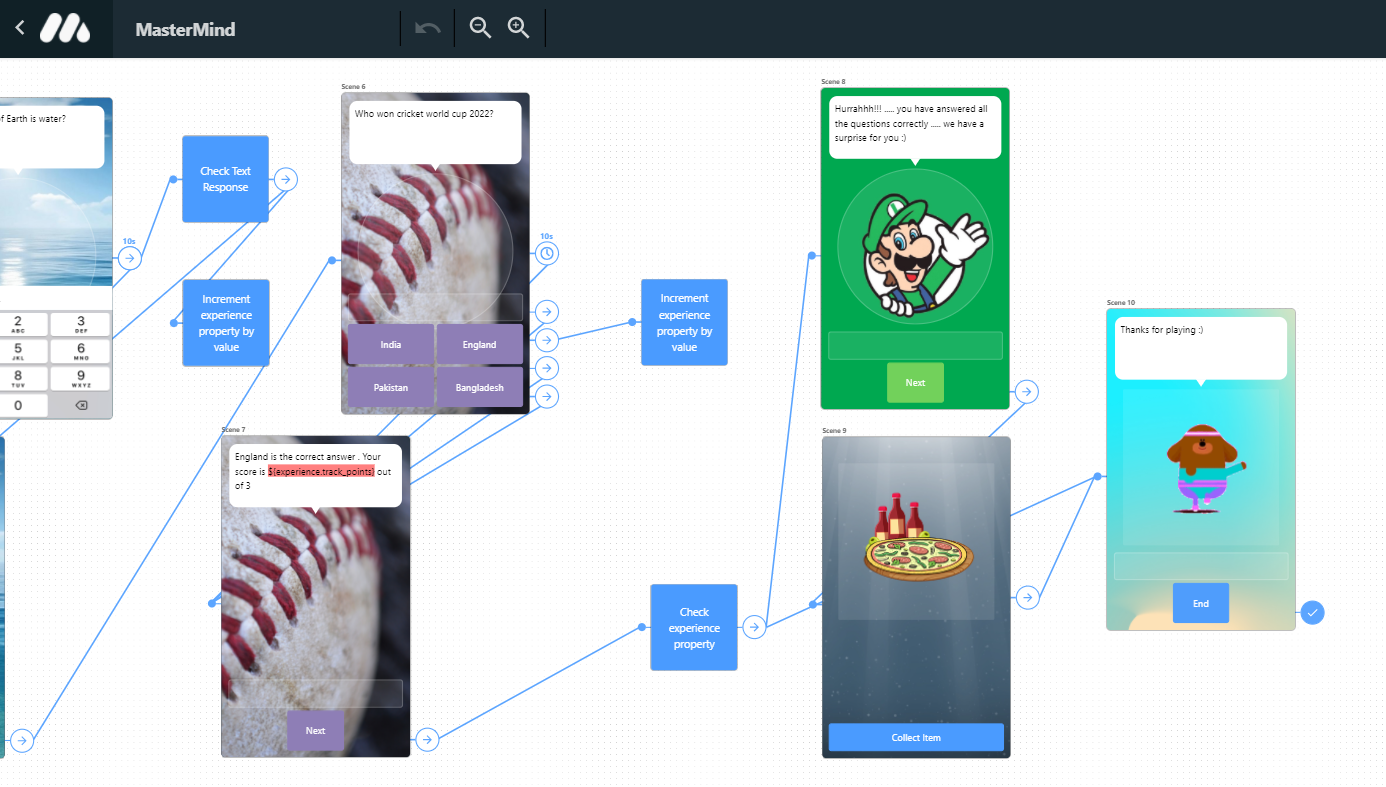 MasterMind
of Earth is water?
2
ABC
3
DEF
5
JKL
6
MNO
8
TUV
9
WXYZ
0
10s
Check Text
Response
Increment
experience
property by
value
Scene 6
Who won cricket world cup 2022?
10s
India
England
Pakistan
Bangladesh
Scene 7
England is the correct answer . Your
score is ${experience.track_points} out
of 3
Next
Increment
experience
property by
value
Check
experience
property
Scene 8
Hurrahhh!!! ..... you have answered all
the questions correctly ..... we have a
surprise for you :)
L
Next
Scene 9
Collect Item
Scene 10
Thanks for playing :)
End